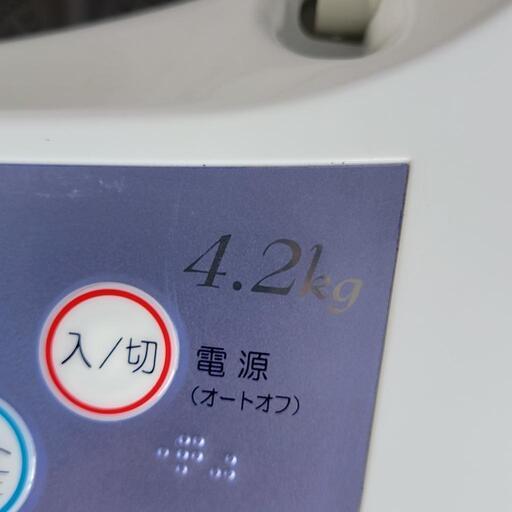 4.2kg
入/切
電源
(オートオフ)